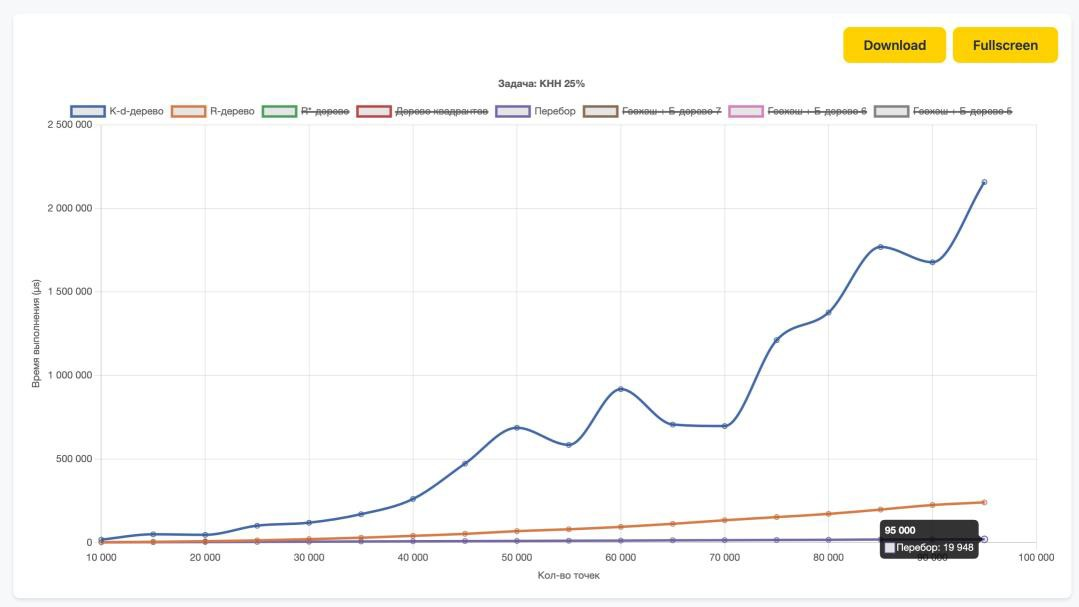 Download Fullscreen
Задача: КНН 25%
K-d-дерево R-дерево R*-дерево Дерево квадрантов Перебор Геохэш + Б-дерево 7 Геохэш + Б-дерево 6 Геохэш + Б-дерево 5
2 500 000
2 000 000
1 500 000
1 000 000
500 000
0
Время выполнения (μs)
95 000
Перебор: 19 948
10 000 20 000 30 000 40 000 50 000 60 000 70 000 80 000 90 000 100 000
Кол-во точек